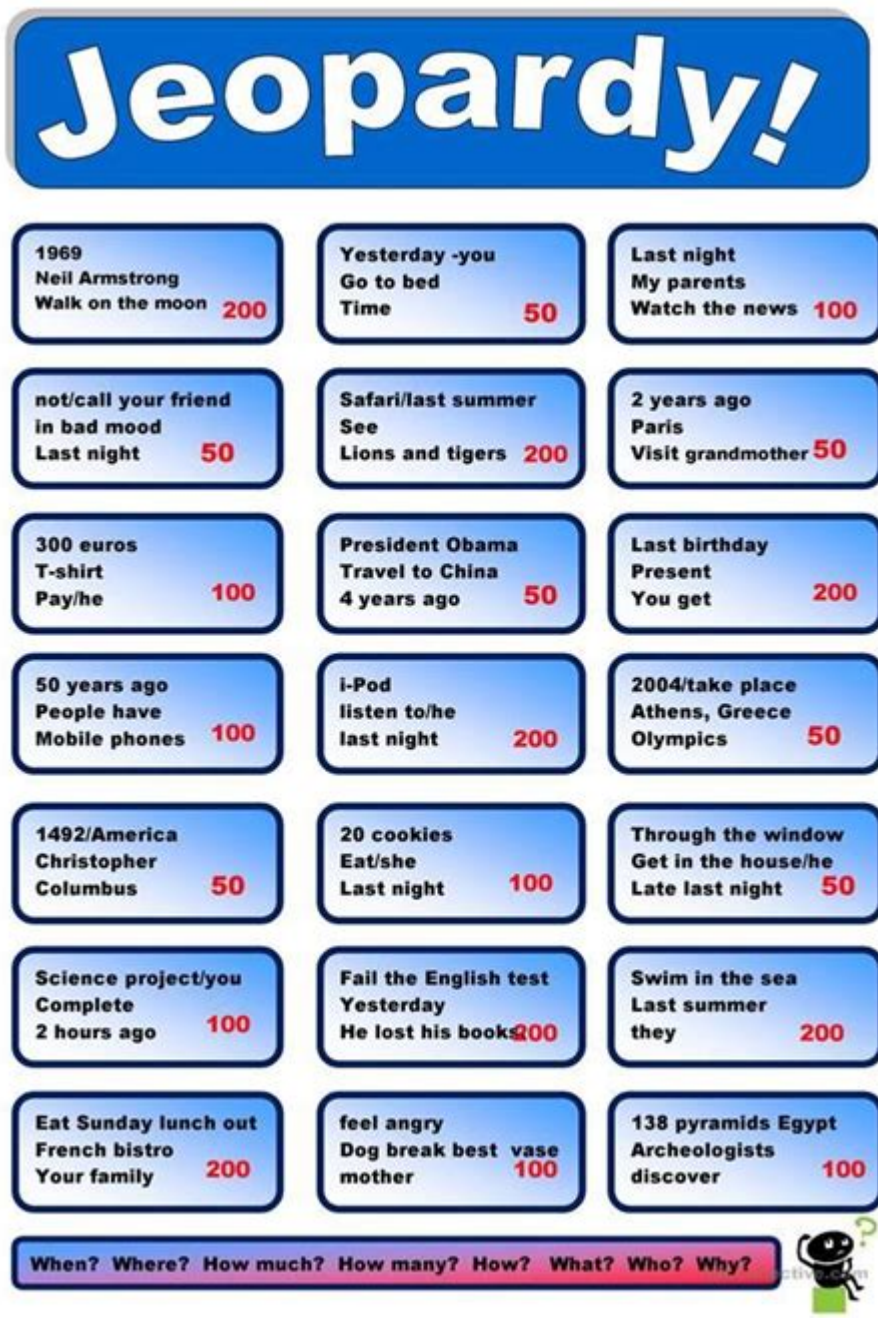 Jeopardy!
1969
Neil Armstrong
Walk on the moon 200
Yesterday -you
Go to bed
Time 50
Last night
My parents
Watch the news 100
not/call your friend
in bad mood
Last night 50
Safari/last summer
See
Lions and tigers 200
2 years ago
Paris
Visit grandmother 50
300 euros
T-shirt
Pay/he 100
President Obama
Travel to China
4 years ago 50
Last birthday
Present
You get 200
50 years ago
People have
Mobile phones 100
i-Pod
listen to/he
last night 200
2004/take place
Athens, Greece
Olympics 50
1492/America
Christopher
Columbus 50
20 cookies
Eat/she
Last night 100
Through the window
Get in the house/he
Late last night 50
Science project/you
Complete
2 hours ago 100
Fail the English test
Yesterday
He lost his books 200
Swim in the sea
Last summer
they 200
Eat Sunday lunch out
French bistro
Your family 200
feel angry
Dog break best vase
mother 100
138 pyramids Egypt
Archeologists
discover 100
When? Where? How much? How many? How? What? Who? Why?